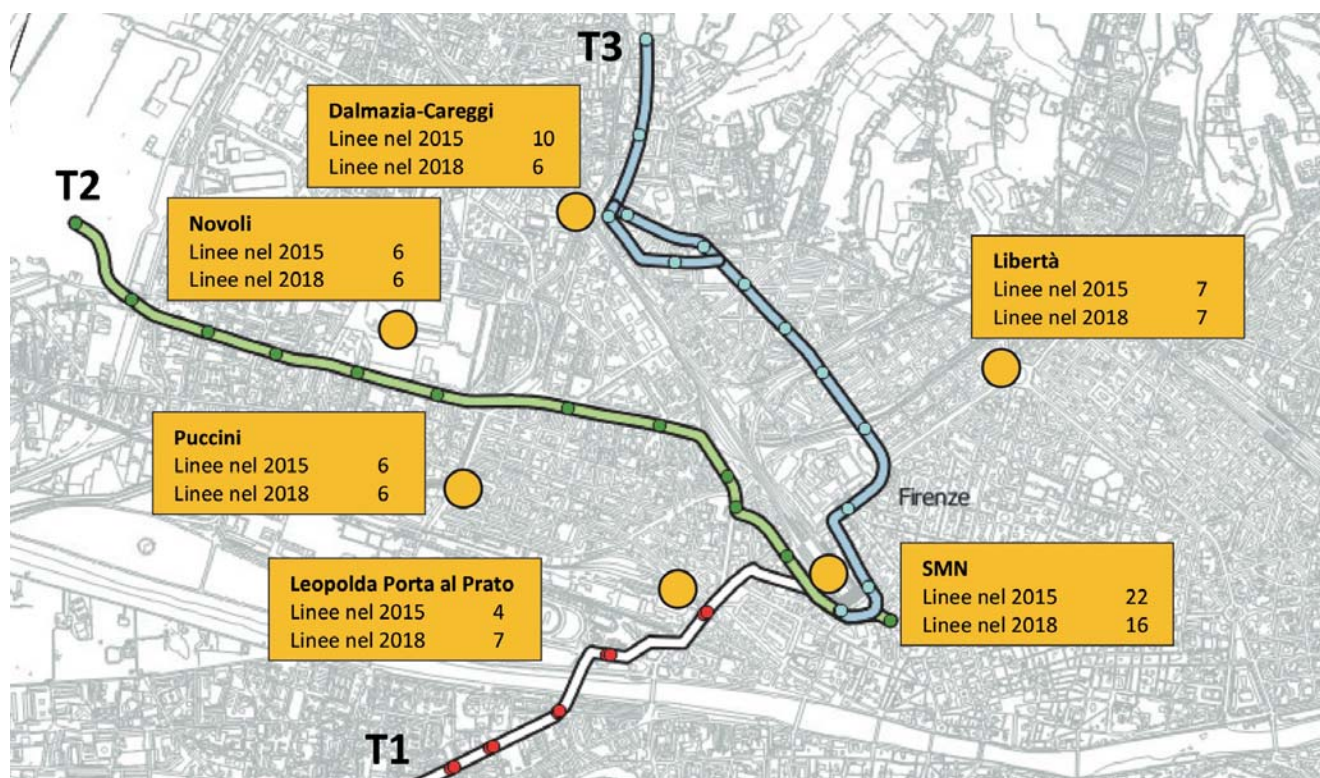 T3
Dalmazia-Careggi
Linee nel 2015 10
Linee nel 2018 6
T2
Novoli
Linee nel 2015 6
Linee nel 2018 6
Libertà
Linee nel 2015 7
Linee nel 2018 7
Puccini
Linee nel 2015 6
Linee nel 2018 6
Firenze
Leopolda Porta al Prato
Linee nel 2015 4
Linee nel 2018 7
SMN
Linee nel 2015 22
Linee nel 2018 16
T1